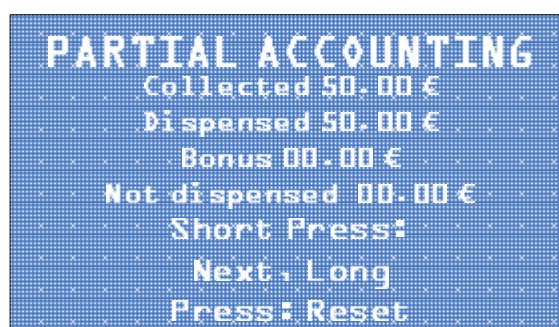 PARTIAL ACCOUNTING
Collected 50.00 €
Dispensed 50.00 €
Bonus 00.00 €
Not dispensed 00.00 €
Short Press:
Next, Long
Press: Reset